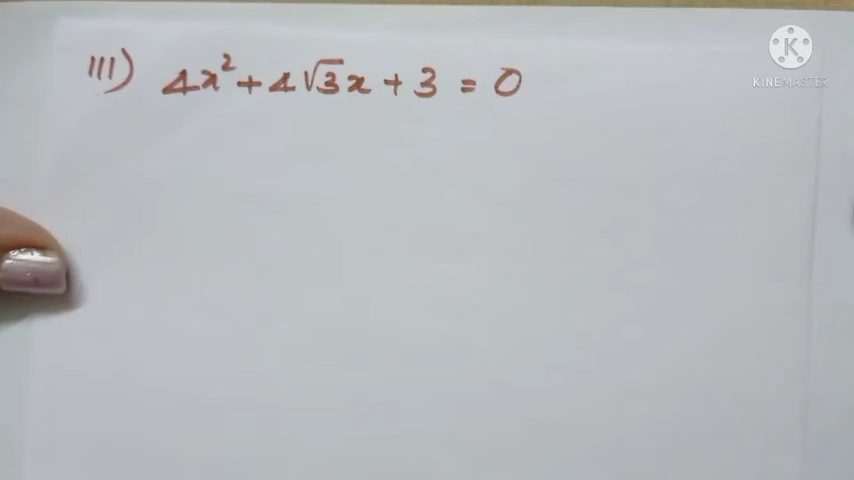 III) 4x² + 4√3x + 3 = 0
K
KINEMASTER